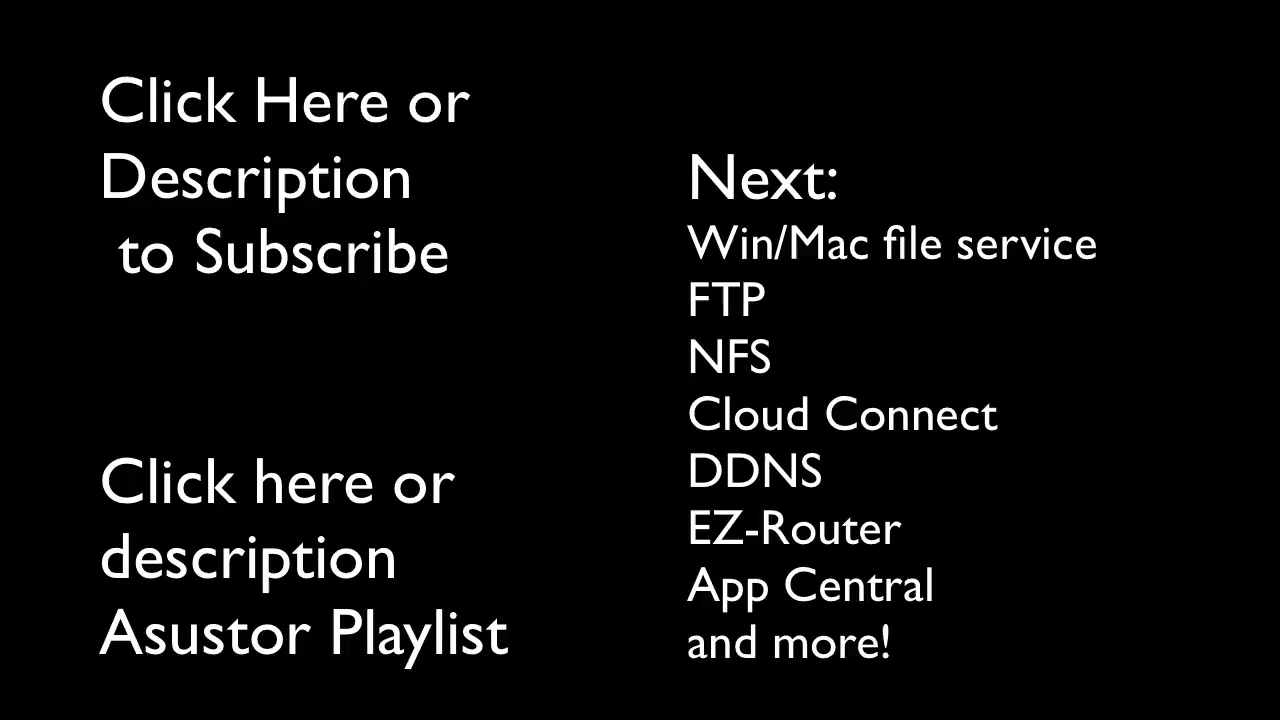 Click Here or
Description
to Subscribe
Click here or
description
Asustor Playlist
Next:
Win/Mac file service
FTP
NFS
Cloud Connect
DDNS
EZ-Router
App Central
and more!